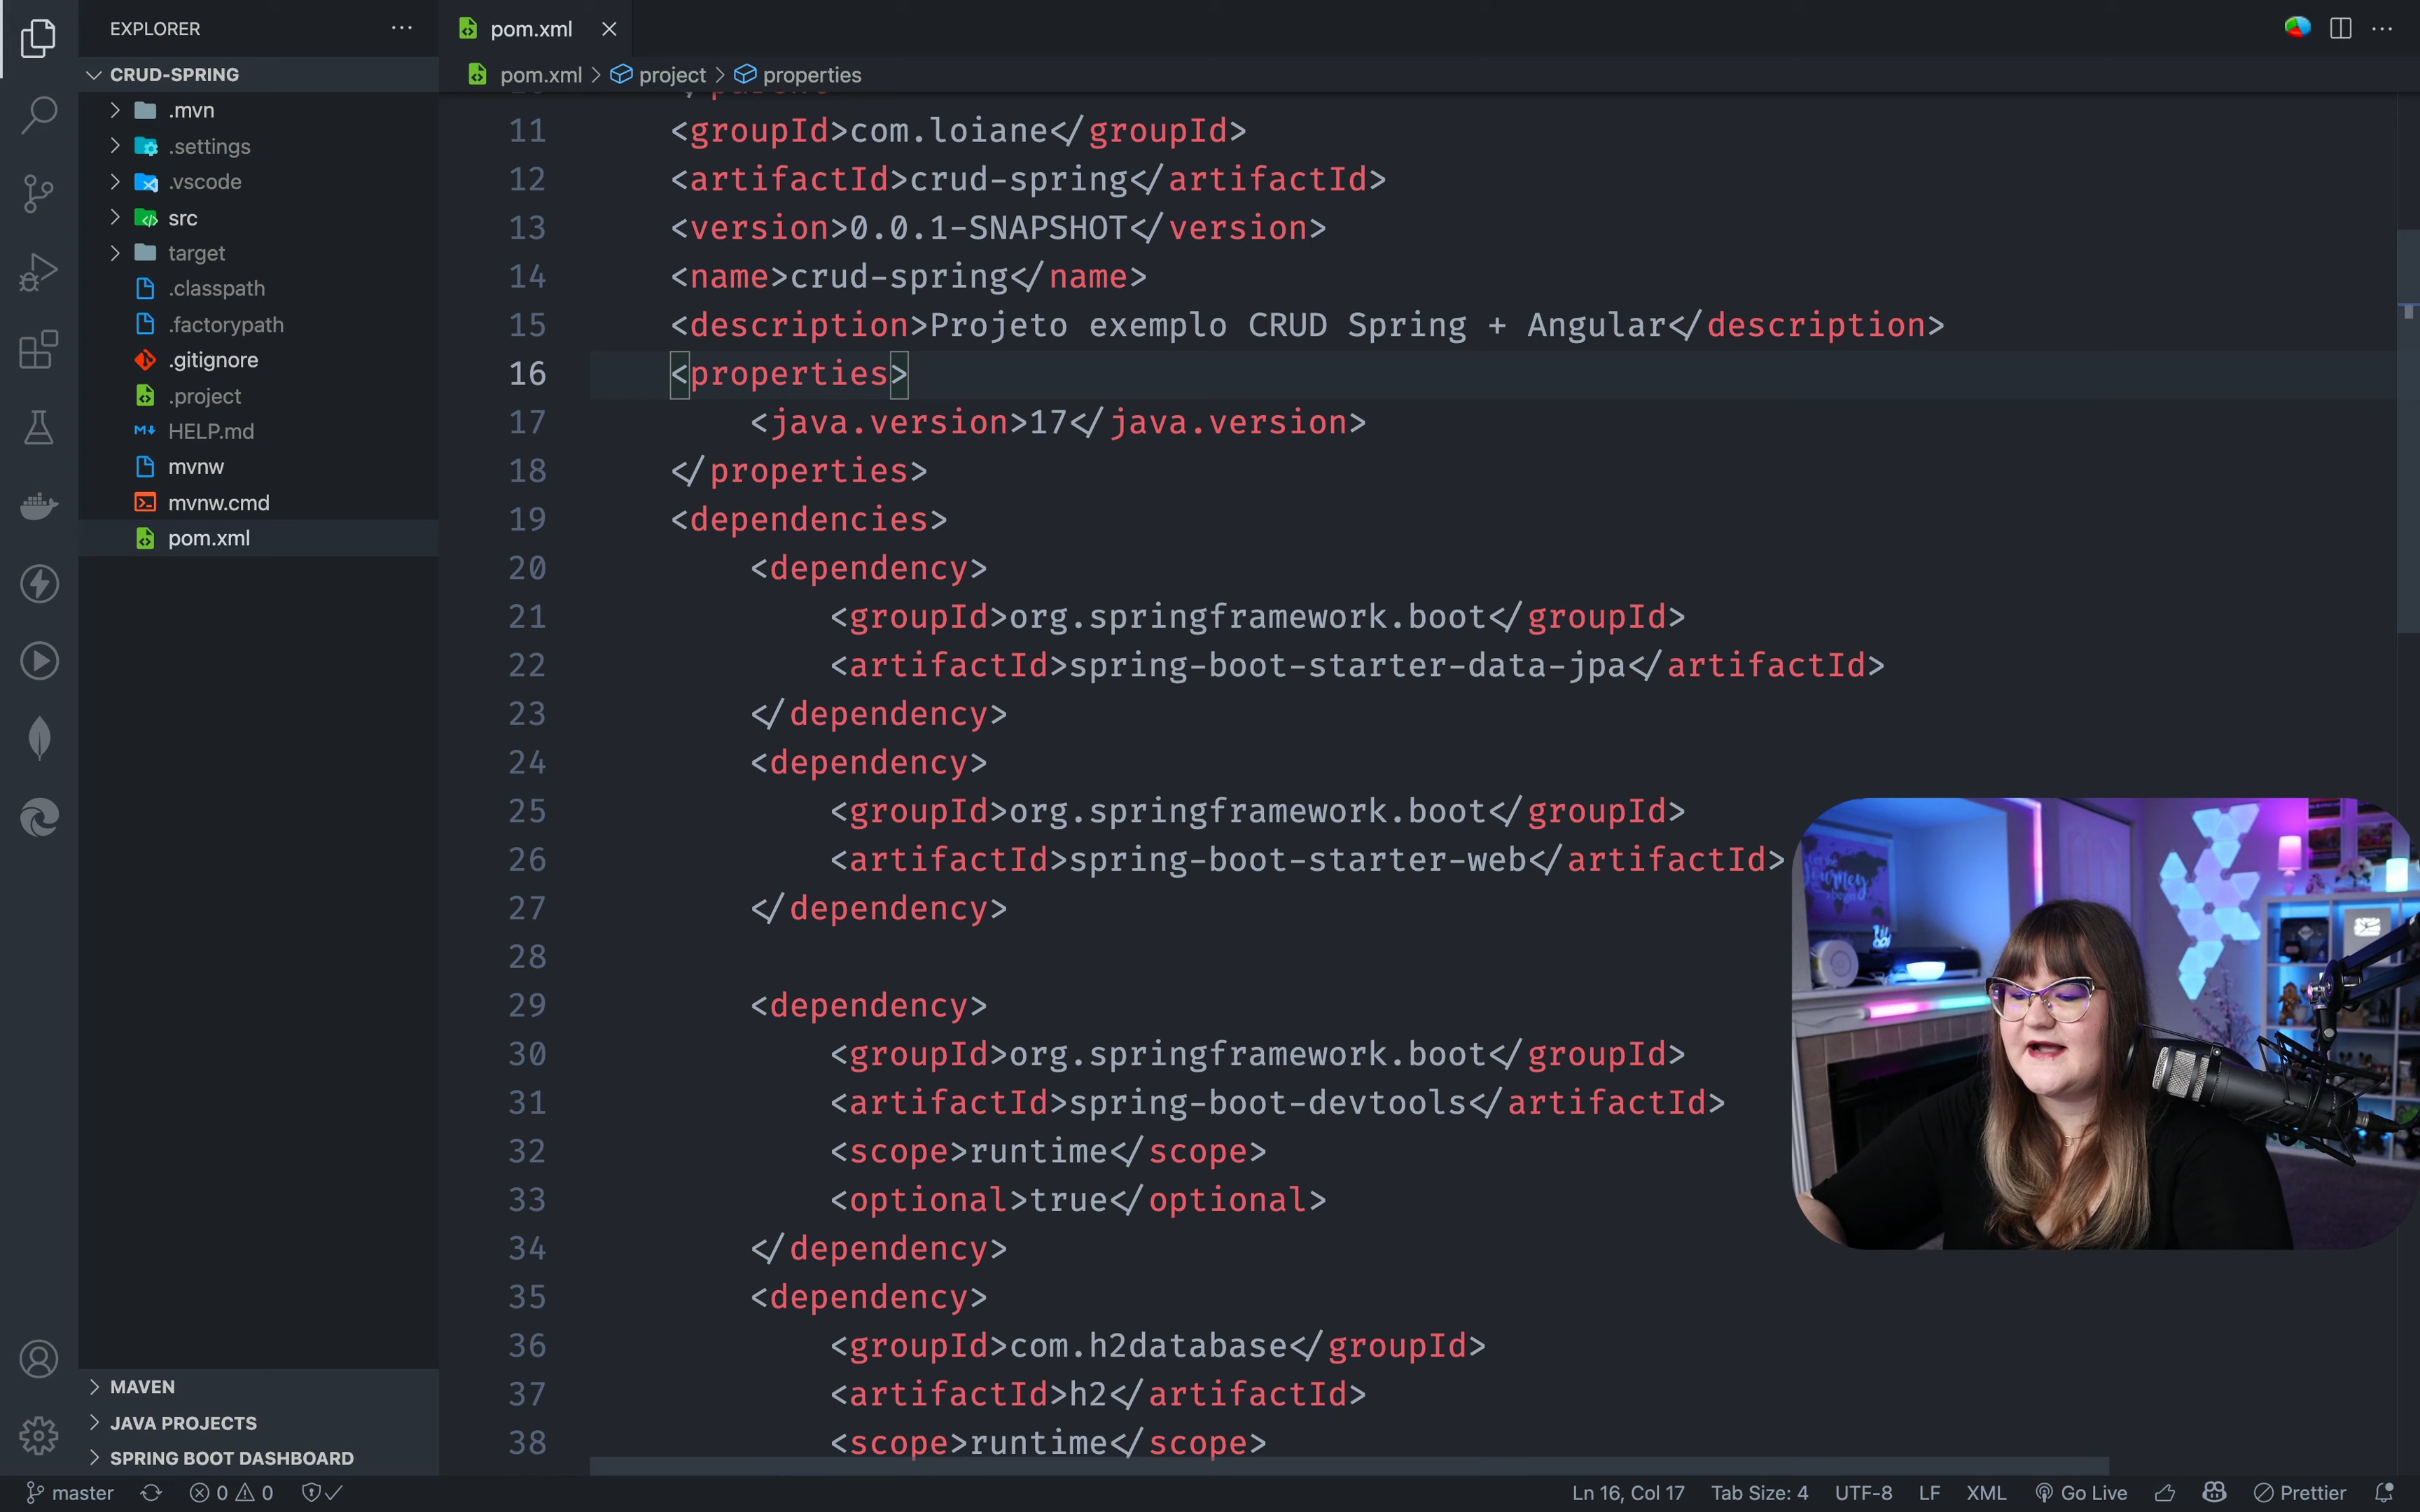 EXPLORER
CRUD-SPRING
.mvn
.settings
.vscode
src
target
.classpath
.factorypath
.gitignore
.project
HELP.md
mvnw
mvnw.cmd
pom.xml
MAVEN
JAVA PROJECTS
SPRING BOOT DASHBOARD
pom.xml
pom.xml > project > properties
11 <groupId>com.loiane</groupId>
12 <artifactId>crud-spring</artifactId>
13 <version>0.0.1-SNAPSHOT</version>
14 <name>crud-spring</name>
15 <description>Projeto exemplo CRUD Spring + Angular</description>
16 <properties>
17 <java.version>17</java.version>
18 </properties>
19 <dependencies>
20 <dependency>
21 <groupId>org.springframework.boot</groupId>
22 <artifactId>spring-boot-starter-data-jpa</artifactId>
23 </dependency>
24 <dependency>
25 <groupId>org.springframework.boot</groupId>
26 <artifactId>spring-boot-starter-web</artifactId>
27 </dependency>
28
29 <dependency>
30 <groupId>org.springframework.boot</groupId>
31 <artifactId>spring-boot-devtools</artifactId>
32 <scope>runtime</scope>
33 <optional>true</optional>
34 </dependency>
35 <dependency>
36 <groupId>com.h2database</groupId>
37 <artifactId>h2</artifactId>
38 <scope>runtime</scope>
Journey
master 0 0 Ln 16, Col 17 Tab Size: 4 UTF-8 LF XML Go Live Prettier